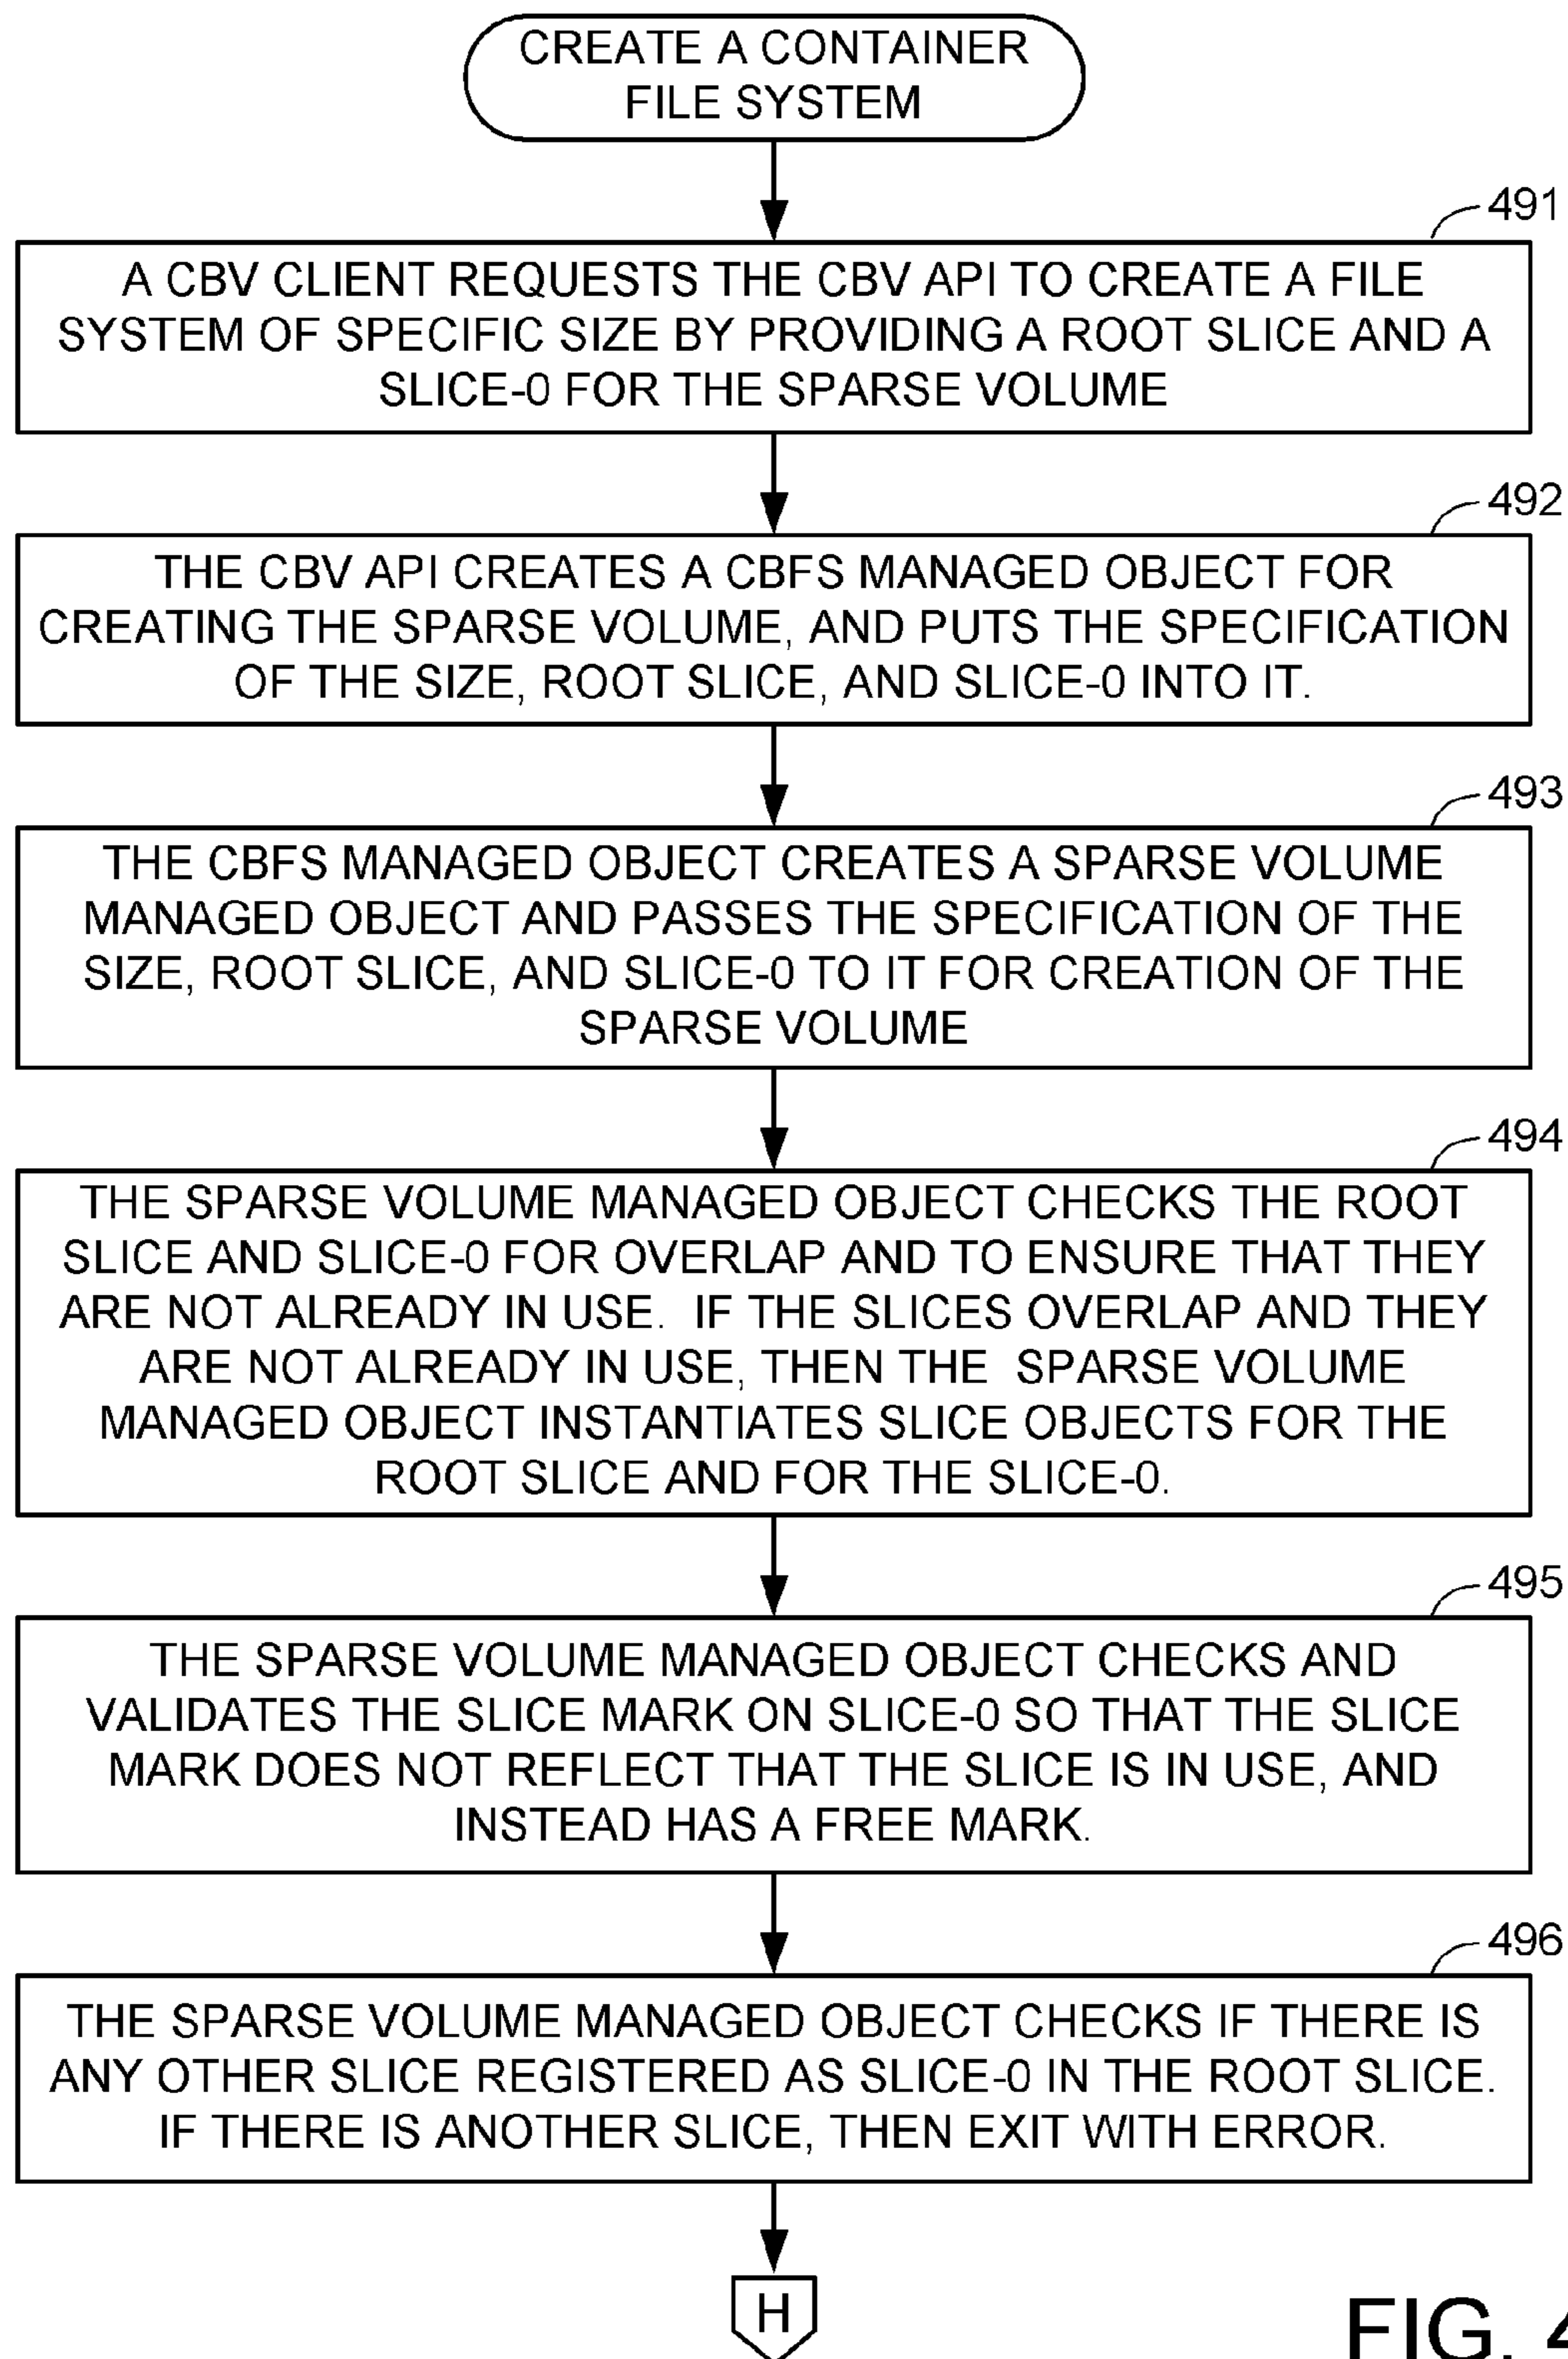 CREATE A CONTAINER
FILE SYSTEM
491
A CBV CLIENT REQUESTS THE CBV API TO CREATE A FILE
SYSTEM OF SPECIFIC SIZE BY PROVIDING A ROOT SLICE AND A
SLICE-0 FOR THE SPARSE VOLUME
492
THE CBV API CREATES A CBFS MANAGED OBJECT FOR
CREATING THE SPARSE VOLUME, AND PUTS THE SPECIFICATION
OF THE SIZE, ROOT SLICE, AND SLICE-0 INTO IT.
493
THE CBFS MANAGED OBJECT CREATES A SPARSE VOLUME
MANAGED OBJECT AND PASSES THE SPECIFICATION OF THE
SIZE, ROOT SLICE, AND SLICE-0 TO IT FOR CREATION OF THE
SPARSE VOLUME
494
THE SPARSE VOLUME MANAGED OBJECT CHECKS THE ROOT
SLICE AND SLICE-0 FOR OVERLAP AND TO ENSURE THAT THEY
ARE NOT ALREADY IN USE. IF THE SLICES OVERLAP AND THEY
ARE NOT ALREADY IN USE, THEN THE SPARSE VOLUME
MANAGED OBJECT INSTANTIATES SLICE OBJECTS FOR THE
ROOT SLICE AND FOR THE SLICE-0.
495
THE SPARSE VOLUME MANAGED OBJECT CHECKS AND
VALIDATES THE SLICE MARK ON SLICE-0 SO THAT THE SLICE
MARK DOES NOT REFLECT THAT THE SLICE IS IN USE, AND
INSTEAD HAS A FREE MARK.
496
THE SPARSE VOLUME MANAGED OBJECT CHECKS IF THERE IS
ANY OTHER SLICE REGISTERED AS SLICE-0 IN THE ROOT SLICE.
IF THERE IS ANOTHER SLICE, THEN EXIT WITH ERROR.
H
FIG.